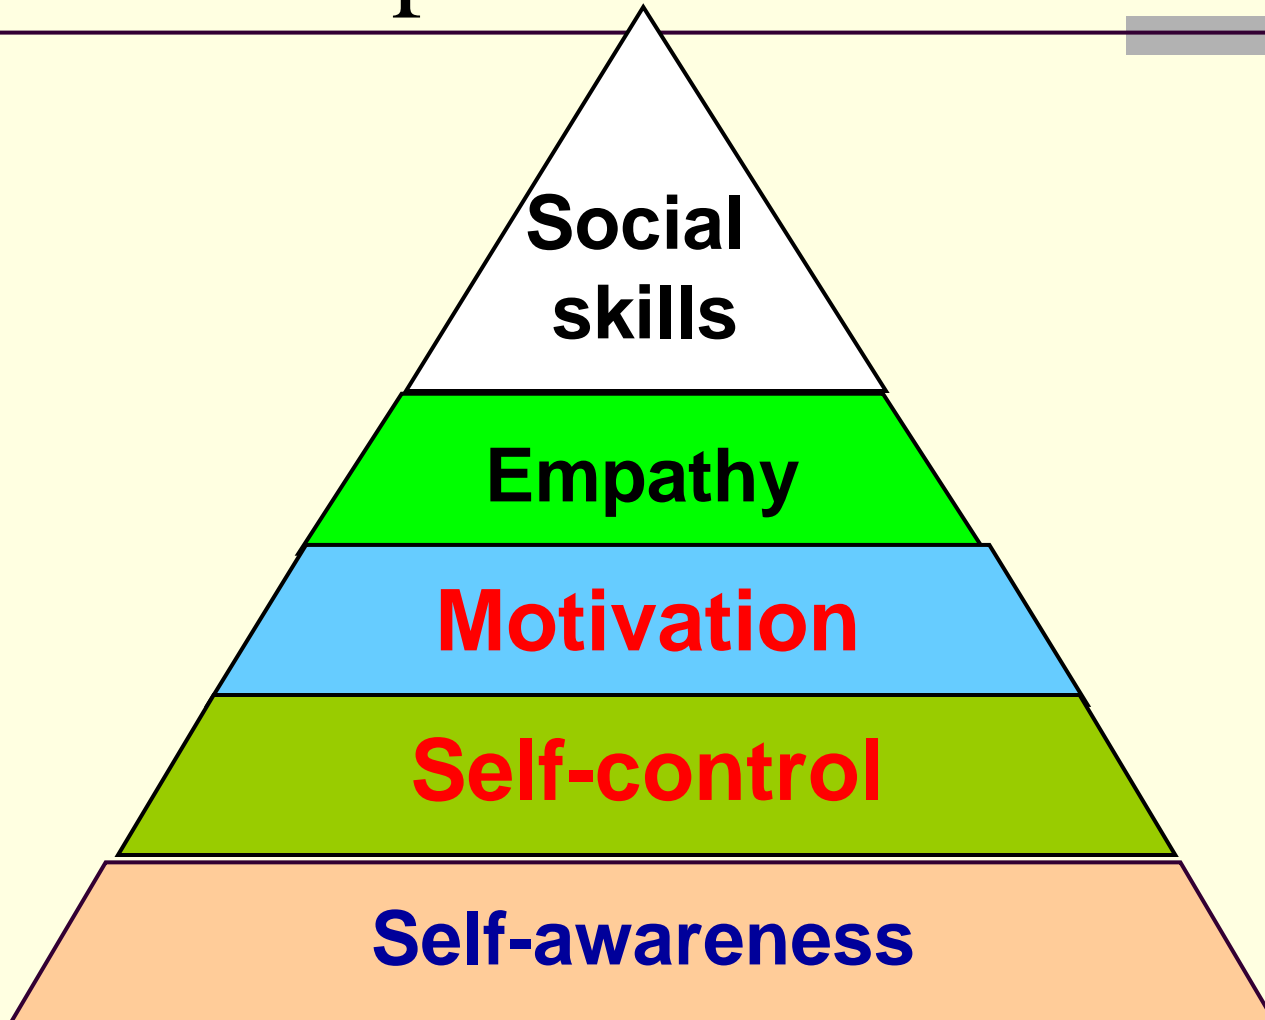 Social
skills
Empathy
Motivation
Self-control
Self-awareness